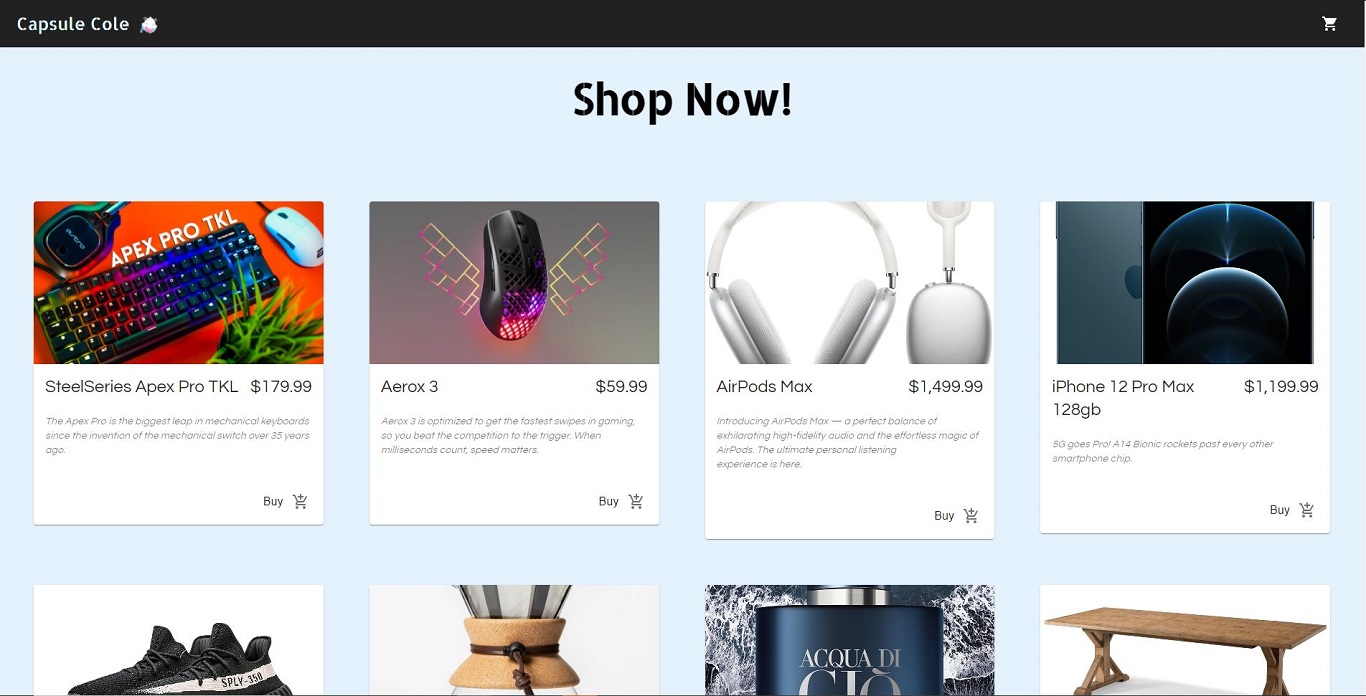 Capsule Cole
Shop Now!
APEX PRO TKL
SteelSeries Apex Pro TKL $179.99
The Apex Pro is the biggest leap in mechanical keyboards
since the invention of the mechanical switch over 35 years
ago.
Buy
Aerox 3 $59.99
Aerox 3 is optimized to get the fastest swipes in gaming,
so you beat the competition to the trigger. When
milliseconds count, speed matters.
Buy
AirPods Max $1,499.99
Introducing AirPods Max — a perfect balance of
exhilarating high-fidelity audio and the effortless magic of
AirPods. The ultimate personal listening
experience is here.
Buy
iPhone 12 Pro Max $1,199.99
128gb
5G goes Pro! A14 Bionic rockets past every other
smartphone chip.
Buy
SPLY-350
ACQUA DI
GIÒ